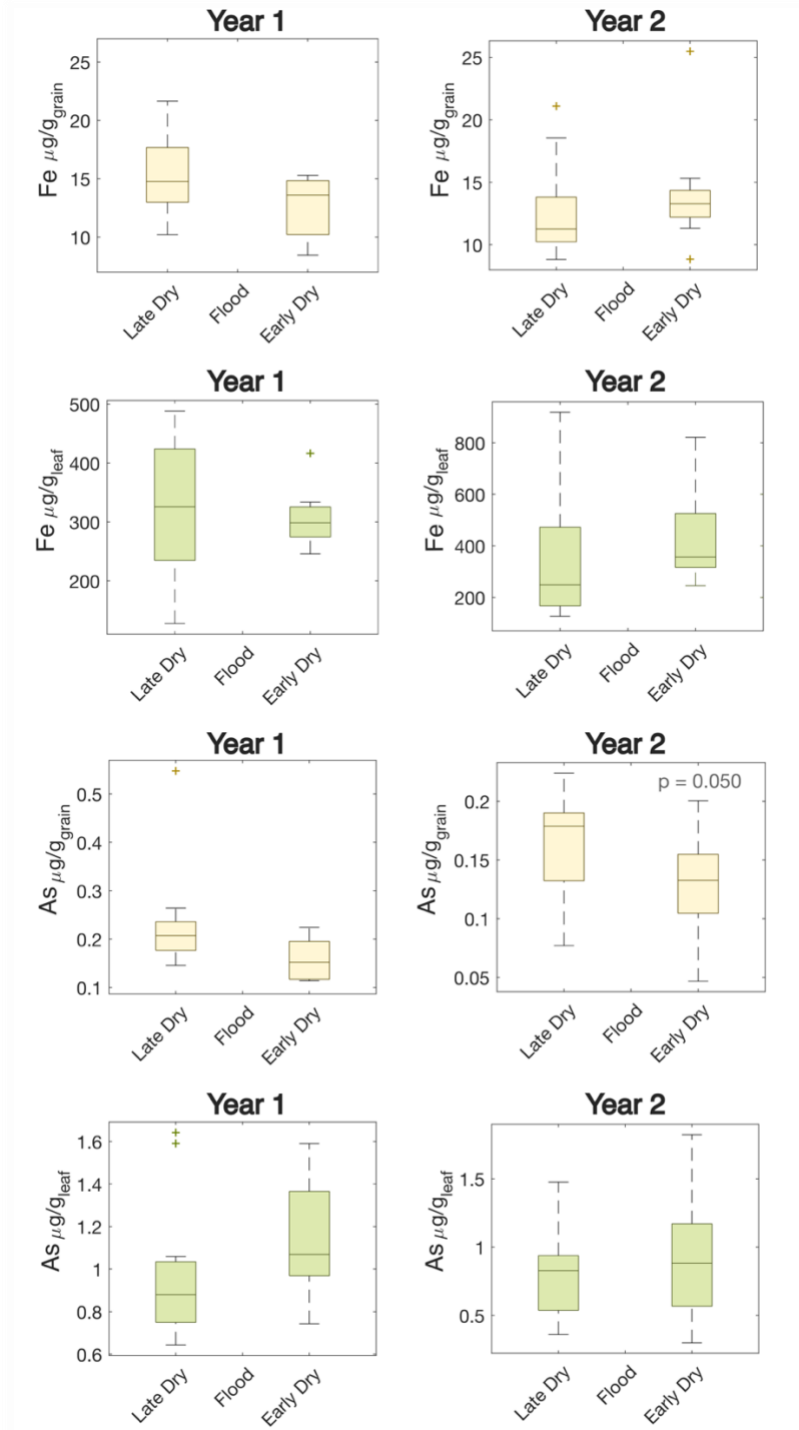 Year 1
Fe μg/g_grain
25
20
15
10
Late Dry
Flood
Early Dry
Year 2
Fe μg/g_grain
25
20
15
10
Late Dry
Flood
Early Dry
Year 1
Fe μg/g_leaf
500
400
300
200
Late Dry
Flood
Early Dry
Year 2
Fe μg/g_leaf
800
600
400
200
Late Dry
Flood
Early Dry
Year 1
As μg/g_grain
0.5
0.4
0.3
0.2
0.1
Late Dry
Flood
Early Dry
Year 2
As μg/g_grain
p = 0.050
0.2
0.15
0.1
0.05
Late Dry
Flood
Early Dry
Year 1
As μg/g_leaf
1.6
1.4
1.2
1
0.8
0.6
Late Dry
Flood
Early Dry
Year 2
As μg/g_leaf
1.5
1
0.5
Late Dry
Flood
Early Dry